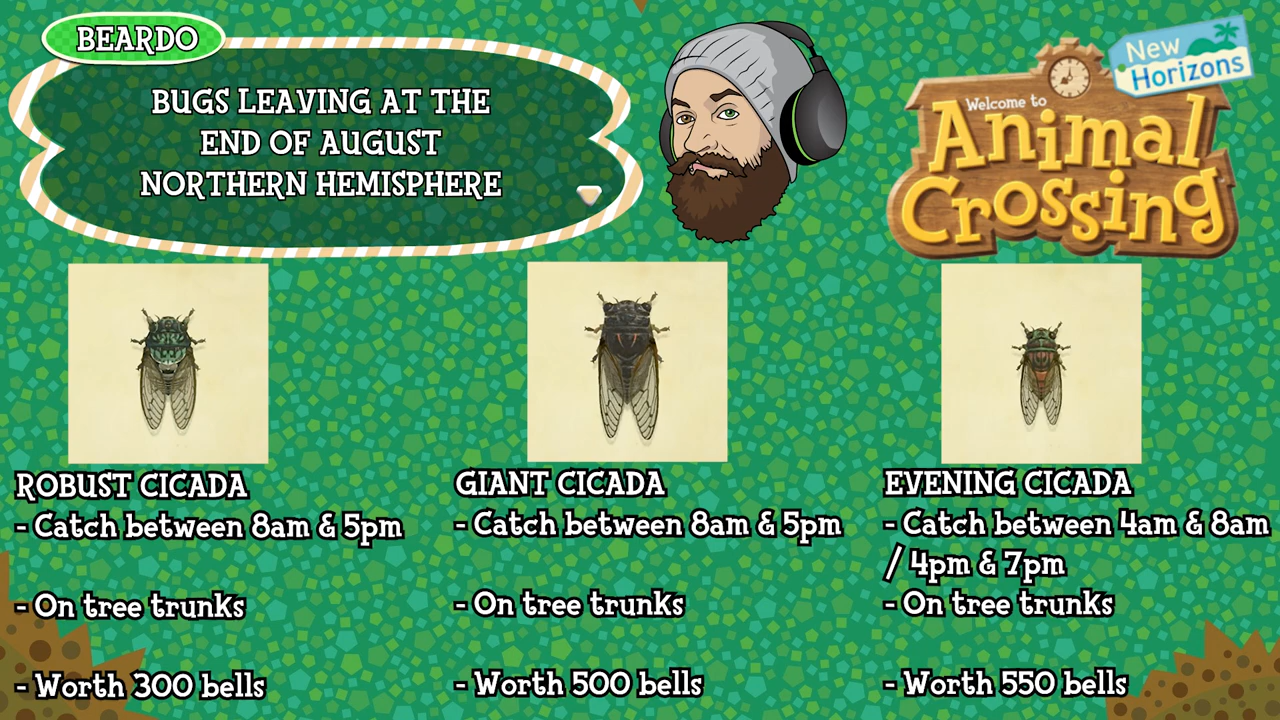 BEARDO
BUGS LEAVING AT THE
END OF AUGUST
NORTHERN HEMISPHERE
New
Horizons
Welcome to
Animal
Crossing
ROBUST CICADA
- Catch between 8am & 5pm
- On tree trunks
- Worth 300 bells
GIANT CICADA
- Catch between 8am & 5pm
- On tree trunks
- Worth 500 bells
EVENING CICADA
- Catch between 4am & 8am
/ 4pm & 7pm
- On tree trunks
- Worth 550 bells